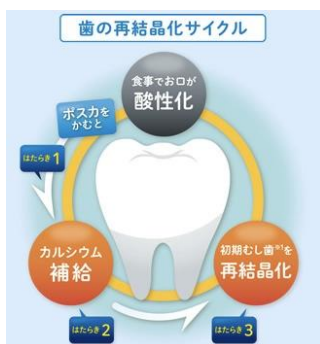 歯の再結晶化サイクル
食事でお口が
酸性化
ポスカを
かむと
はたらき1
カルシウム
補給
はたらき2
初期むし歯※1を
再結晶化
はたらき3